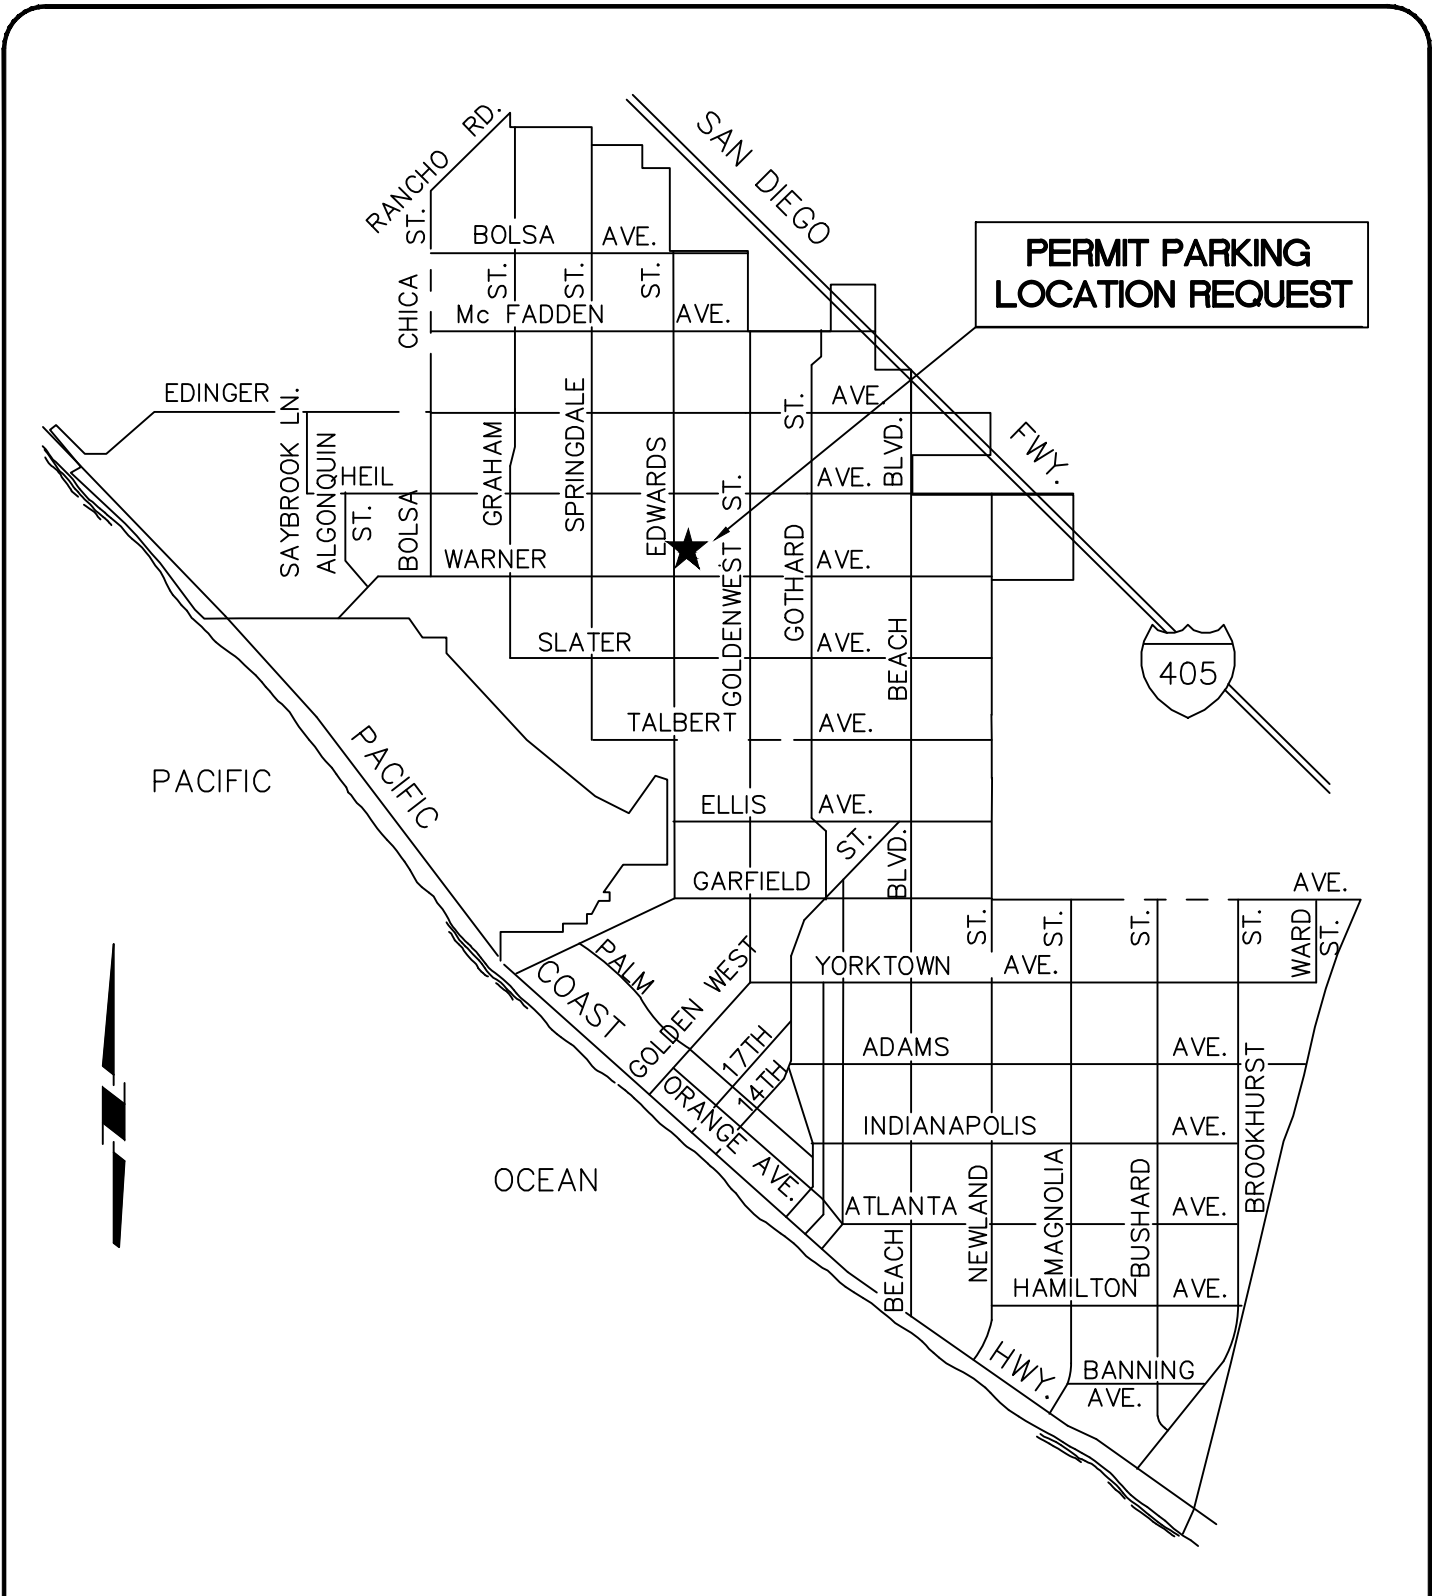 RANCHO RD.
SAN DIEGO
FWY.
PERMIT PARKING
LOCATION REQUEST
BOLSA AVE.
Mc FADDEN AVE.
EDINGER AVE.
HEIL AVE.
WARNER AVE.
SLATER AVE.
TALBERT AVE.
ELLIS AVE.
GARFIELD AVE.
YORKTOWN AVE.
ADAMS AVE.
INDIANAPOLIS AVE.
ATLANTA AVE.
HAMILTON AVE.
BANNING
AVE.
SAYBROOK LN.
ALGONQUIN
ST.
BOLSA CHICA ST.
GRAHAM ST.
SPRINGDALE ST.
EDWARDS ST.
GOLDENWEST ST.
GOTHARD ST.
BEACH BLVD.
405
ST.
BEACH BLVD.
NEWLAND ST.
MAGNOLIA ST.
BUSHARD ST.
BROOKHURST ST.
WARD
ST.
PALM
GOLDEN WEST
17TH
14TH
ORANGE AVE.
PACIFIC
COAST
HWY.
PACIFIC
OCEAN